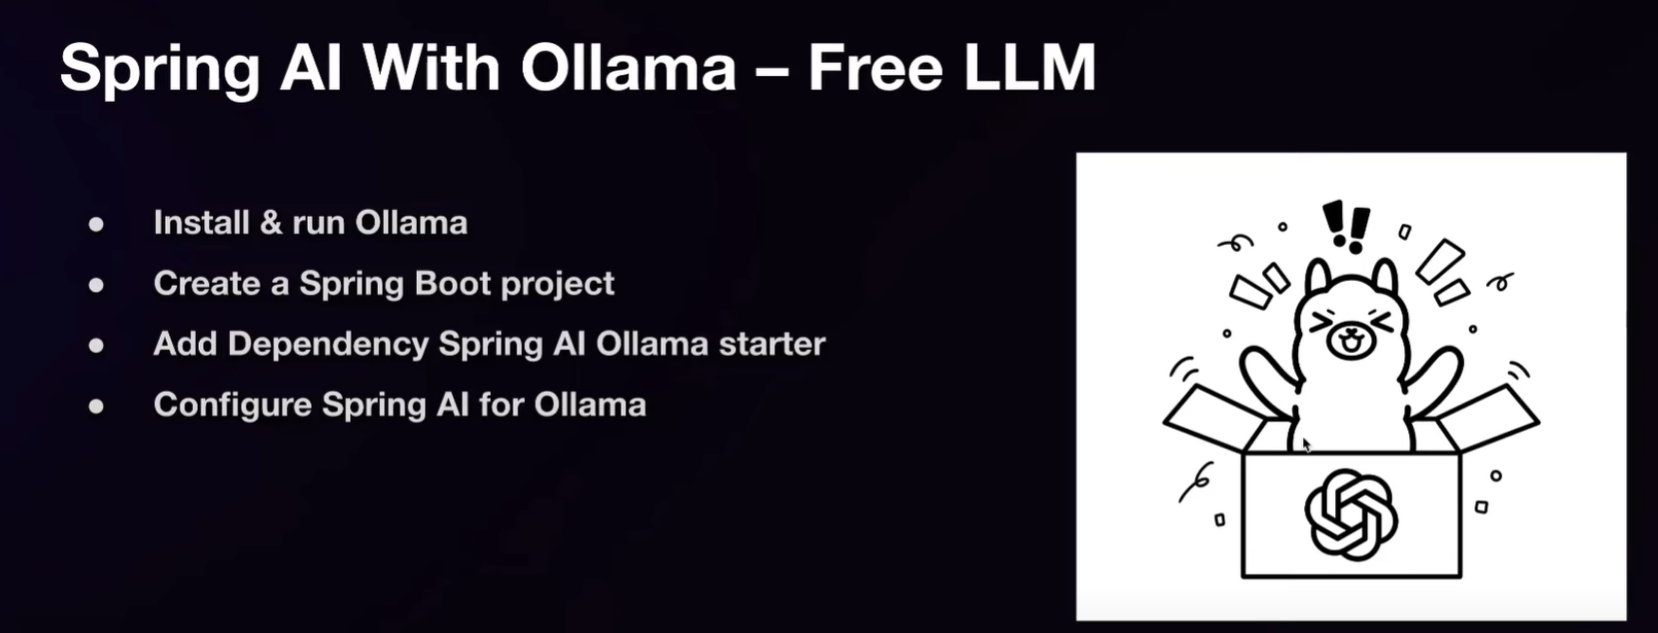 Spring AI With Ollama – Free LLM
● Install & run Ollama
● Create a Spring Boot project
● Add Dependency Spring AI Ollama starter
● Configure Spring AI for Ollama
!!